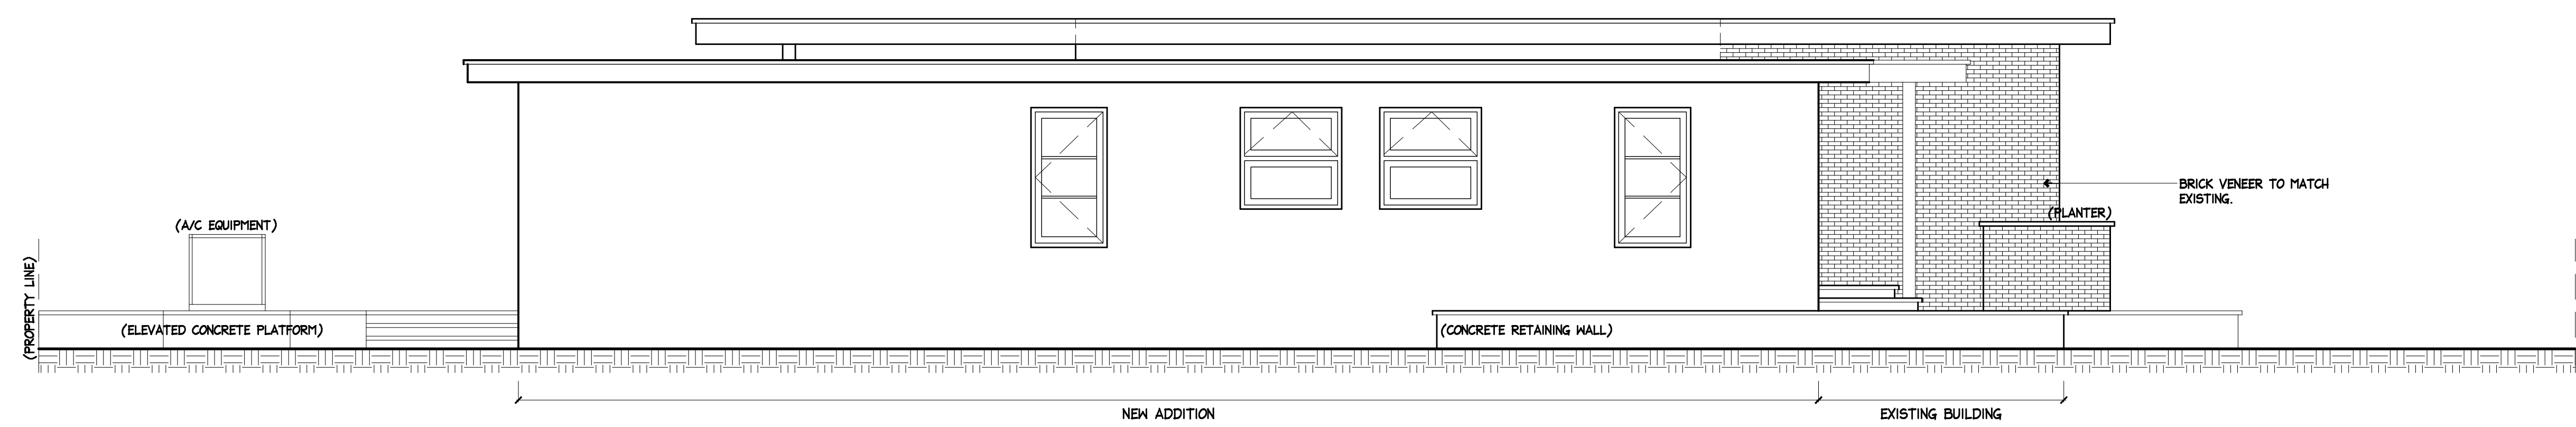 BRICK VENEER TO MATCH
EXISTING.
(PLANTER)
(A/C EQUIPMENT)
(PROPERTY LINE)
(ELEVATED CONCRETE PLATFORM)
(CONCRETE RETAINING WALL)
NEW ADDITION
EXISTING BUILDING